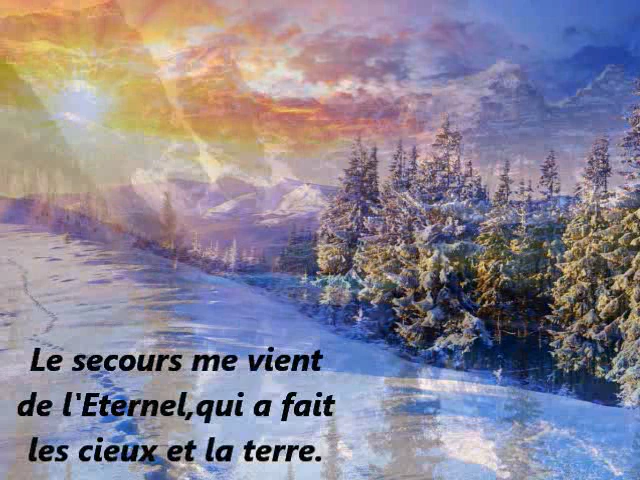 Le secours me vient
de l'Eternel,qui a fait
les cieux et la terre.